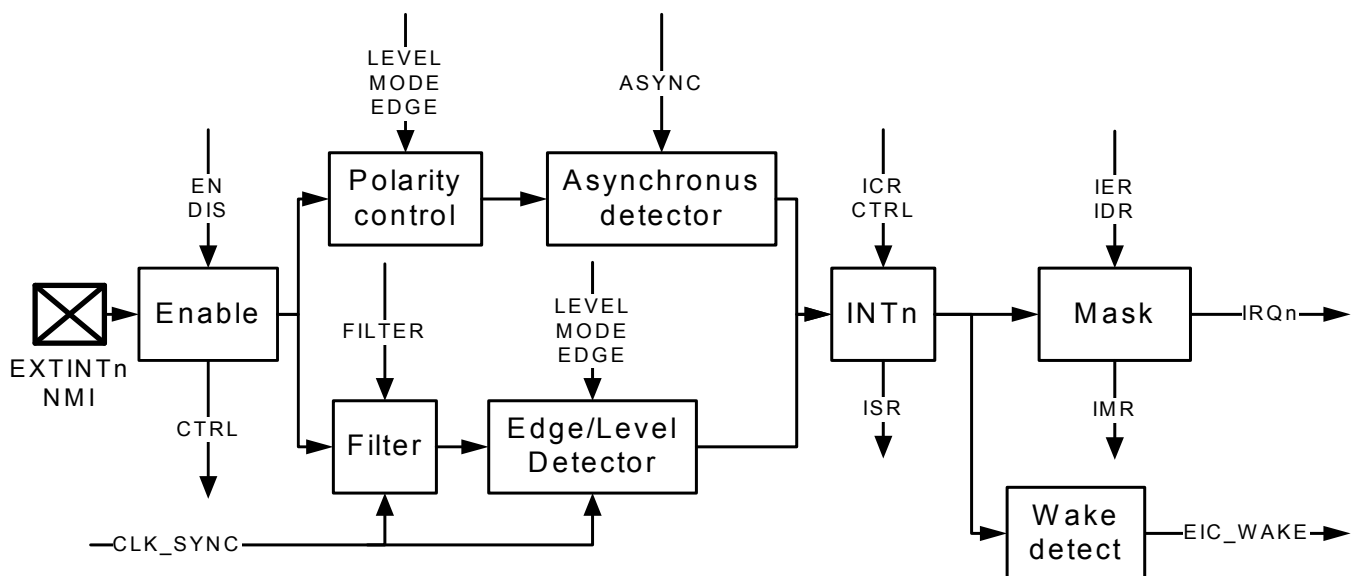 LEVEL
MODE
EDGE
ASYNC
EN
DIS
Polarity
control
Asynchronus
detector
ICR
CTRL
IER
IDR
EXTINTn
NMI
Enable
FILTER
LEVEL
MODE
EDGE
INTn
Mask
IRQn
CTRL
Filter
Edge/Level
Detector
ISR
IMR
CLK_SYNC
Wake
detect
EIC_WAKE